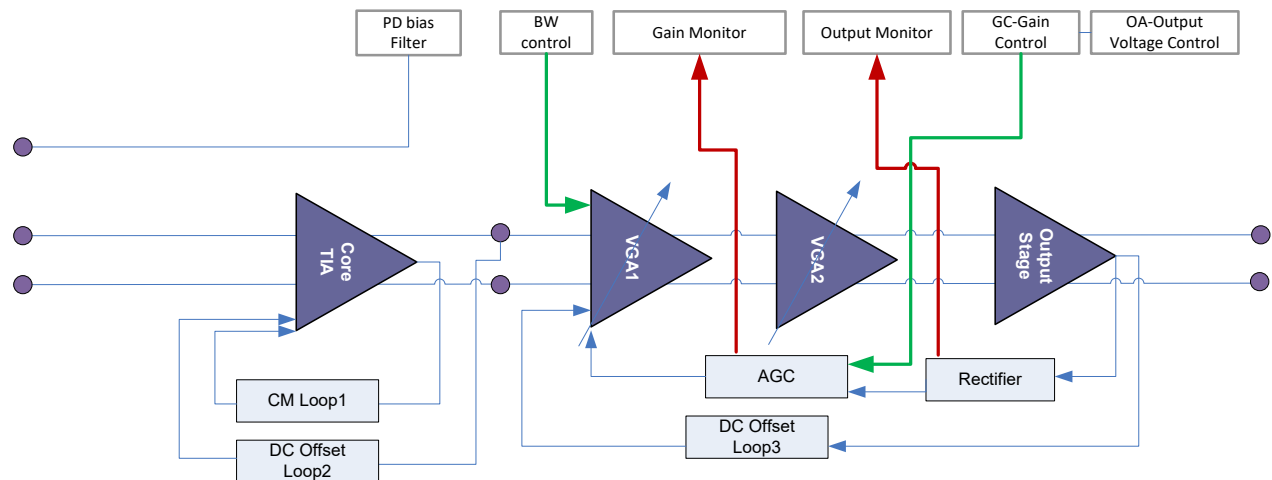 PD bias
Filter
BW
control
Gain Monitor
Output Monitor
GC-Gain
Control
OA-Output
Voltage Control
Core
TIA
VGA1
VGA2
Output
Stage
AGC
Rectifier
CM Loop1
DC Offset
Loop2
DC Offset
Loop3